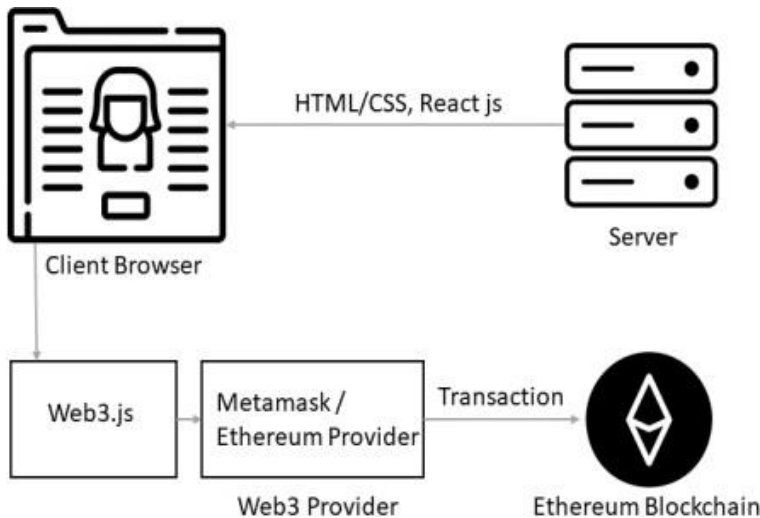 HTML/CSS, React js
Server
Client Browser
Web3.js
Metamask /
Ethereum Provider
Transaction
Web3 Provider
Ethereum Blockchain